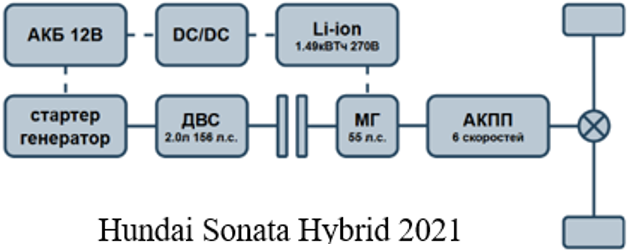 АКБ 12В
DC/DC
Li-ion
1.49кВТч 270В
стартер
генератор
ДВС
2.0л 156 л.с.
МГ
55 л.с.
АКПП
6 скоростей
Hundai Sonata Hybrid 2021